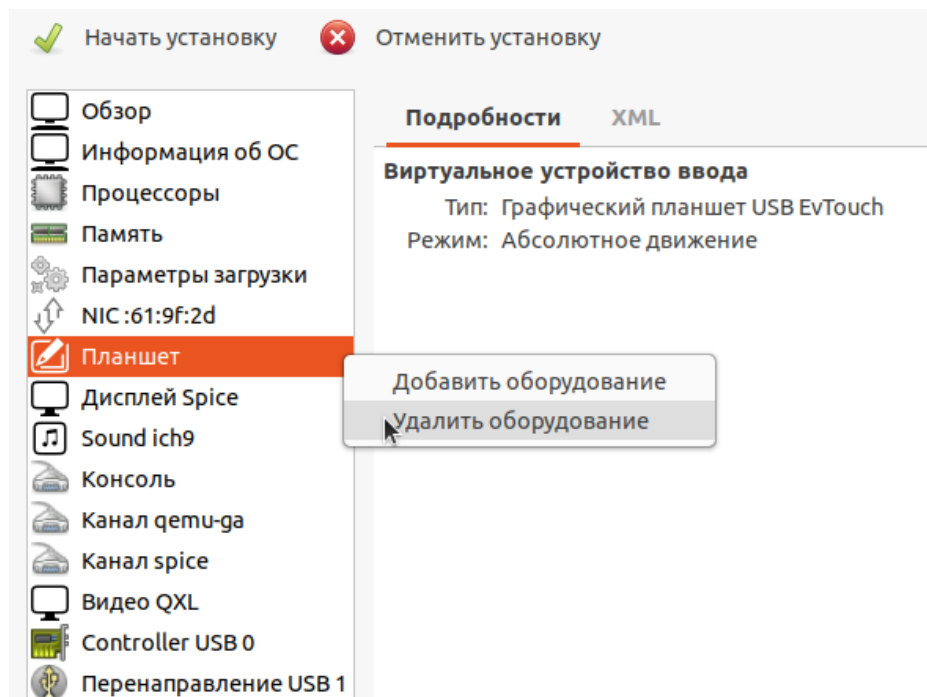 Начать установку
Отменить установку
Обзор
Информация об ОС
Процессоры
Память
Параметры загрузки
NIC :61:9f:2d
Планшет
Дисплей Spice
Sound ich9
Консоль
Канал qemu-ga
Канал spice
Видео QXL
Controller USB 0
Перенаправление USB 1
Подробности
XML
Виртуальное устройство ввода
Тип: Графический планшет USB EvTouch
Режим: Абсолютное движение
Добавить оборудование
Удалить оборудование